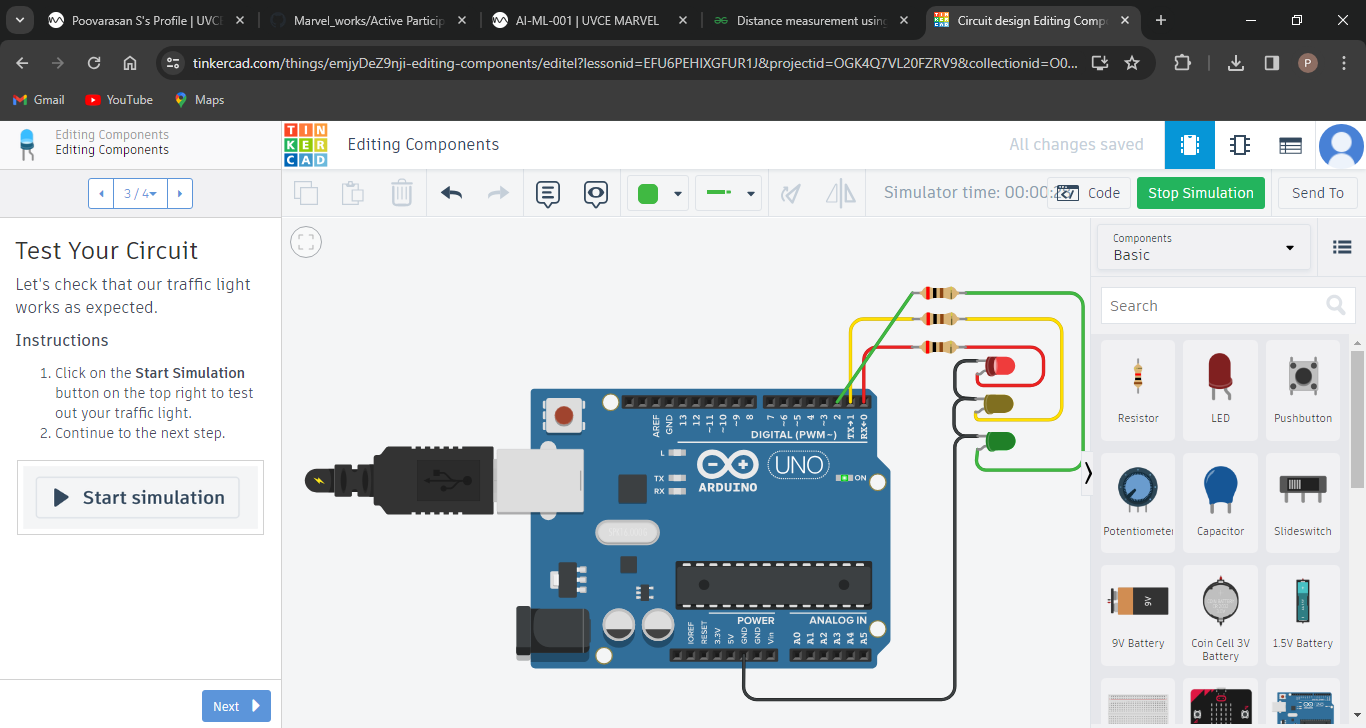 Poovarasan S's Profile | UVCE
Marvel_works/Active Particip
AI-ML-001 | UVCE MARVEL
Distance measurement using
Circuit design Editing Comp
tinkercad.com/things/emjyDeZ9nji-editing-components/editel?lessonid=EFU6PEHIXGFUR1J&projectid=OGK4Q7VL20FZRV9&collectionid=O0...
P
Gmail
YouTube
Maps
Editing Components
Editing Components
TIN
KER
CAD
Editing Components
All changes saved
3 / 4
Simulator time: 00:00:
Code
Stop Simulation
Send To
Test Your Circuit
Let's check that our traffic light
works as expected.
Instructions
1. Click on the Start Simulation
button on the top right to test
out your traffic light.
2. Continue to the next step.
Start simulation
Next
AREF
GND
13
12
~11
~10
~9
8
7
~6
~5
4
~3
2
TX→1
RX←0
DIGITAL (PWM~)
L
TX
RX
UNO
ARDUINO
ON
POWER
ANALOG IN
IOREF
RESET
3.3V
5V
GND
GND
Vin
A0
A1
A2
A3
A4
A5
Components
Basic
Search
Resistor
LED
Pushbutton
Potentiometer
Capacitor
Slideswitch
9V
9V Battery
Coin Cell 3V
Battery
1.5V Battery